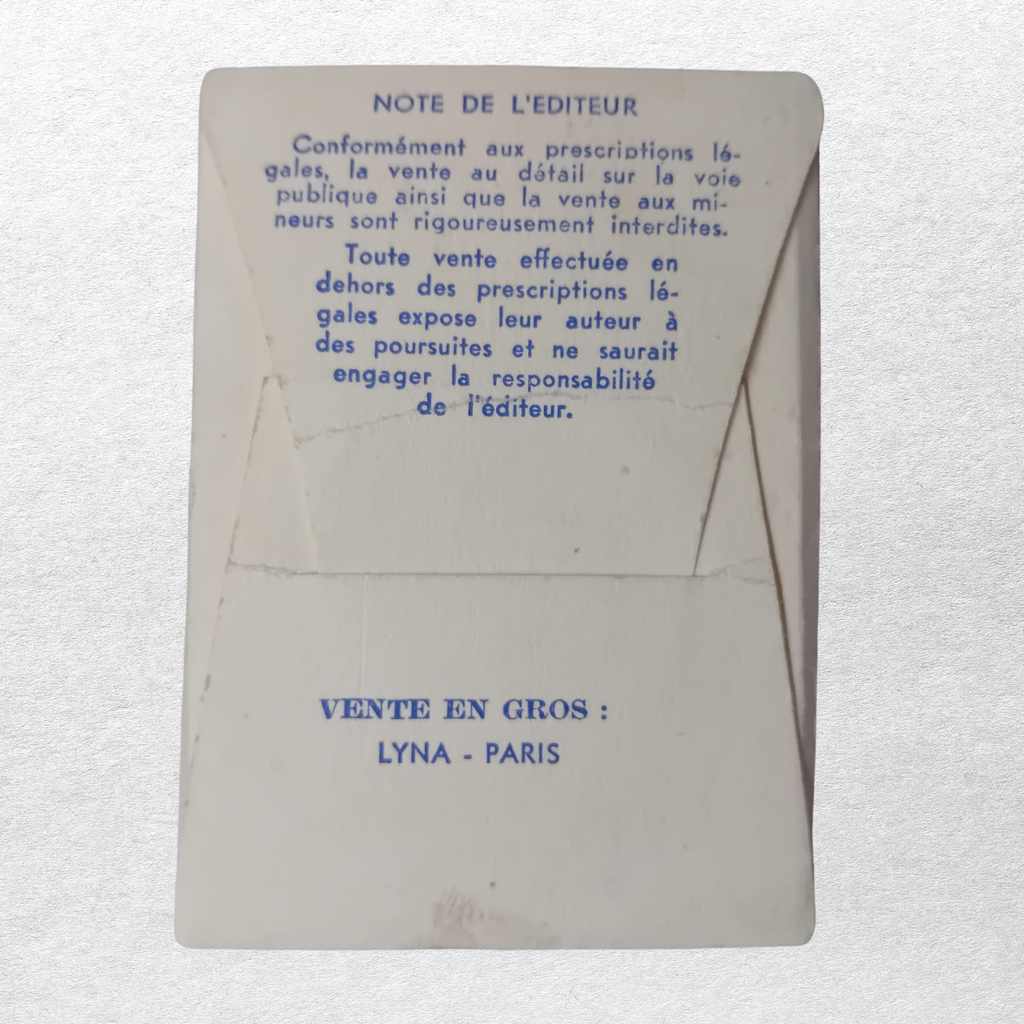 NOTE DE L'EDITEUR
Conformément aux prescriptions lé-
gales, la vente au détail sur la voie
publique ainsi que la vente aux mi-
neurs sont rigoureusement interdites.
Toute vente effectuée en
dehors des prescriptions lé-
gales expose leur auteur à
des poursuites et ne saurait
engager la responsabilité
de l'éditeur.
VENTE EN GROS :
LYNA - PARIS